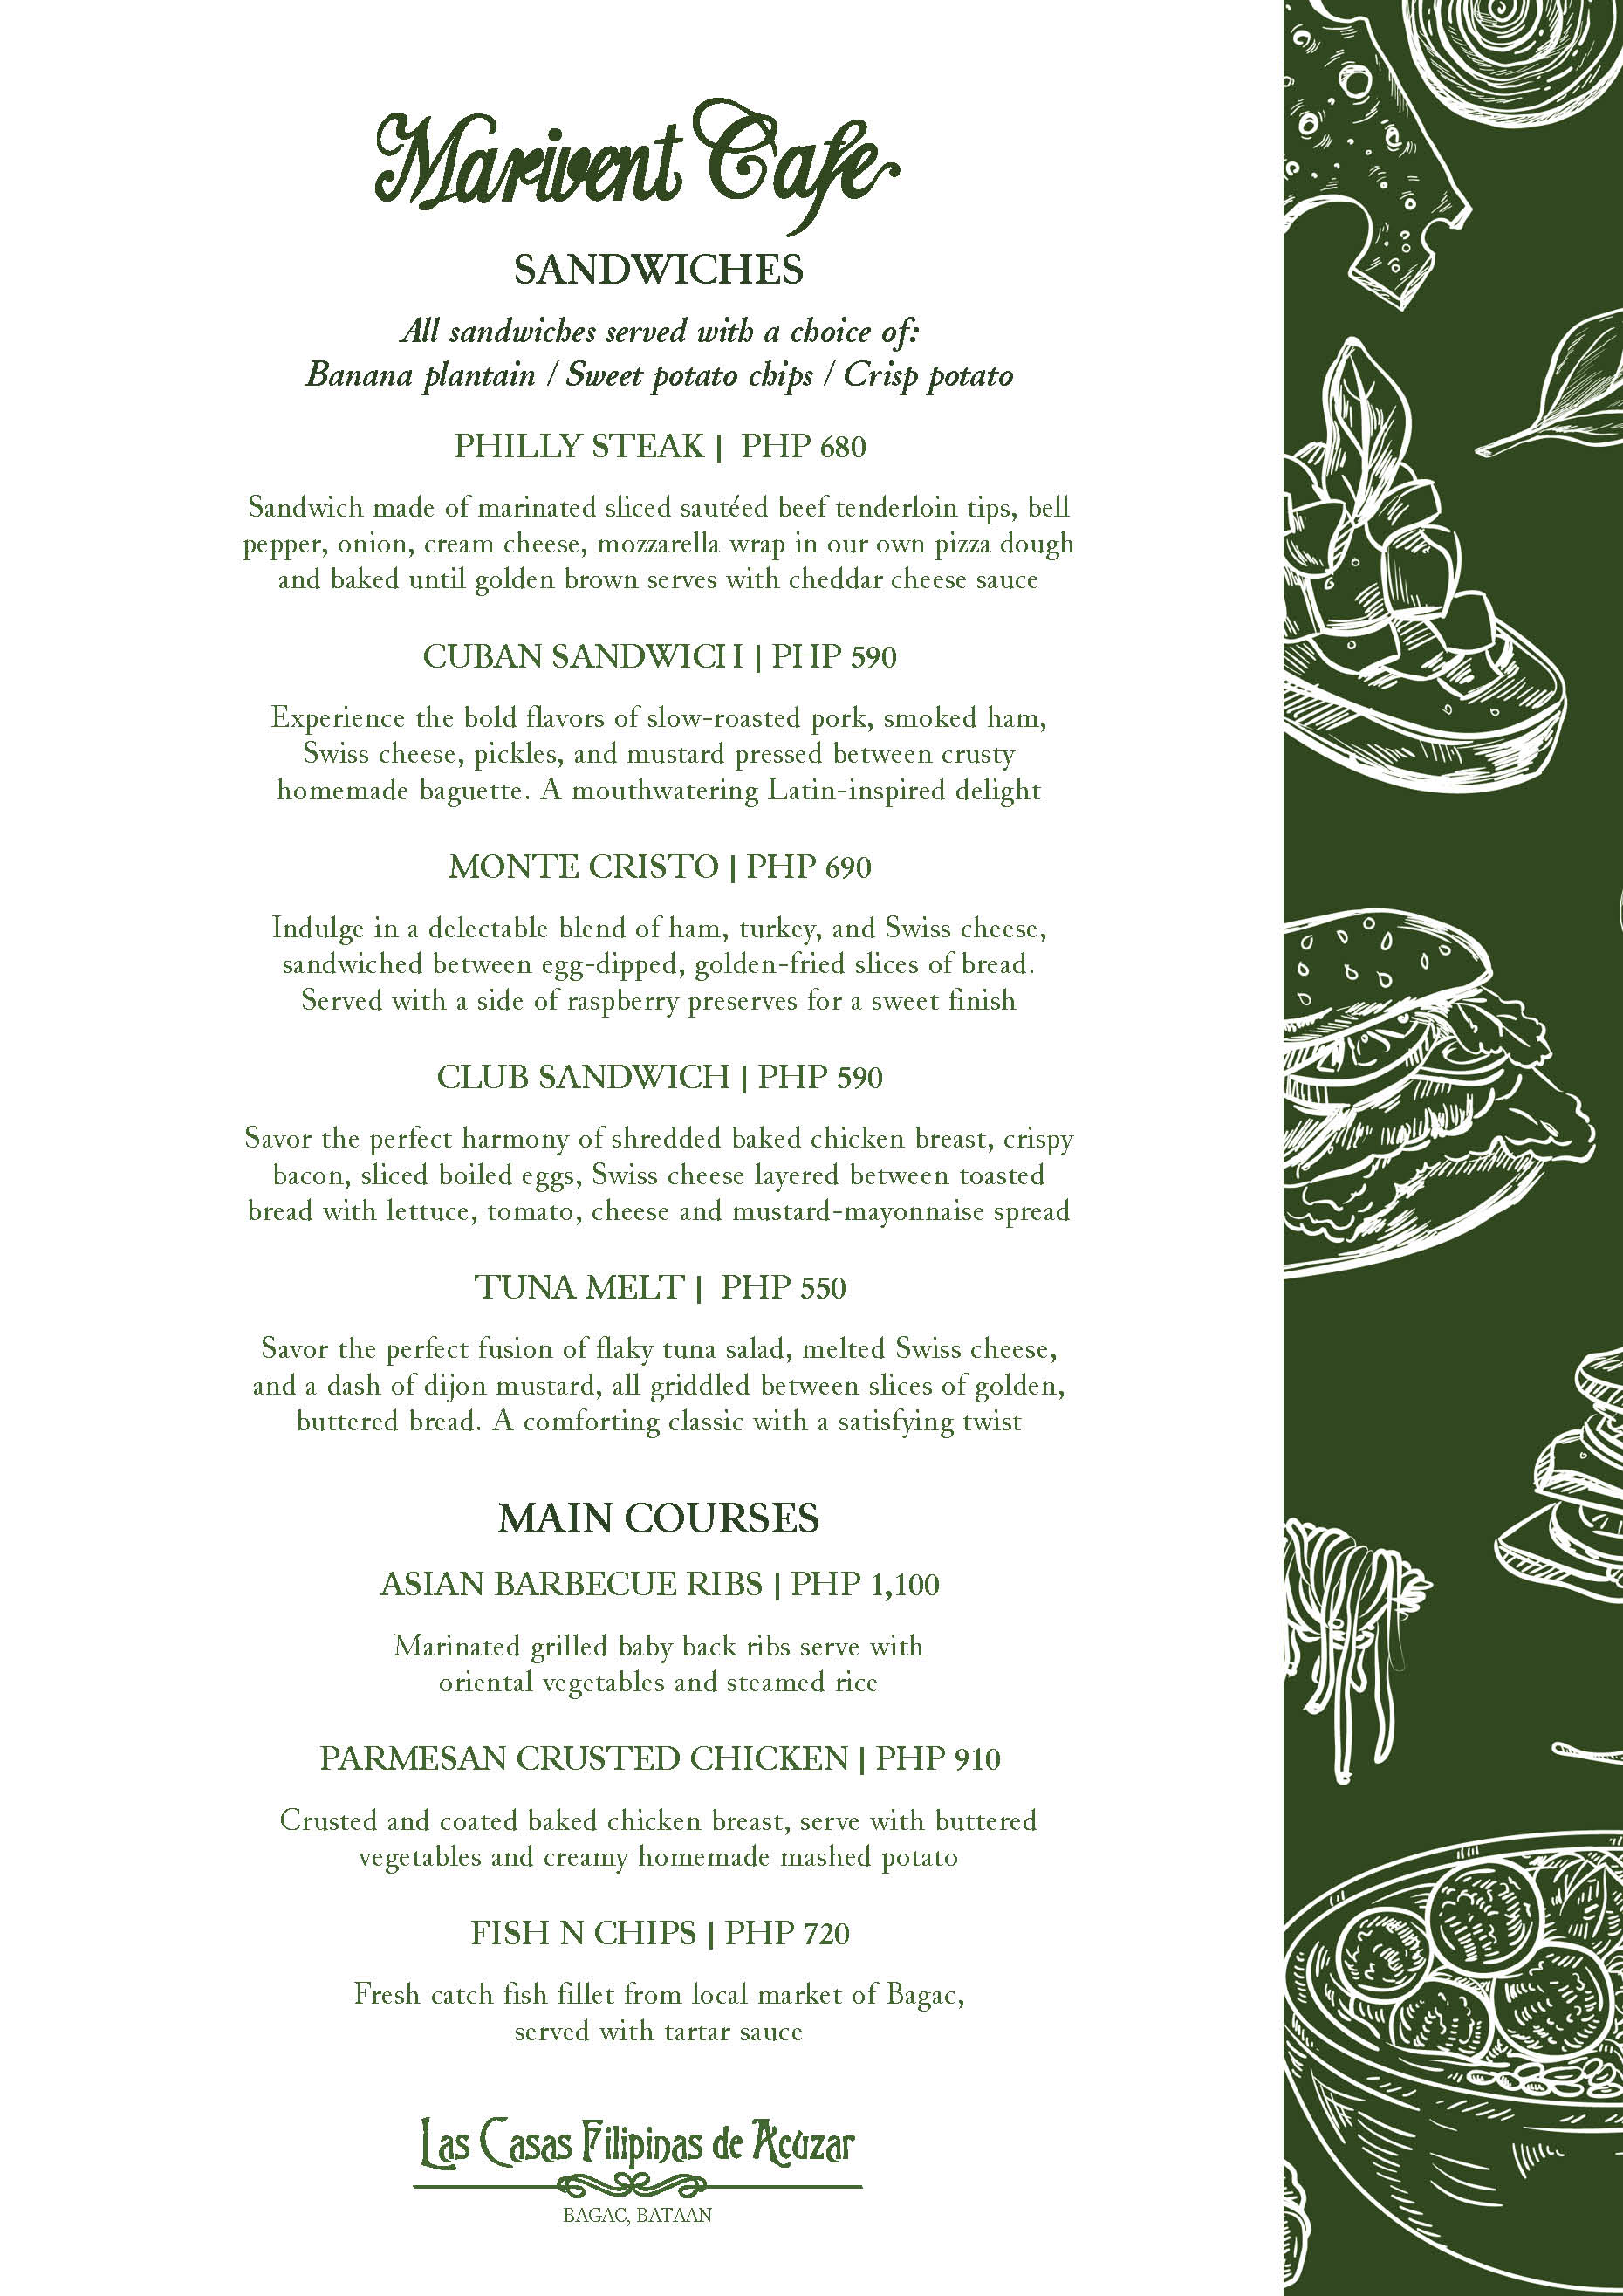 Marivent Cafe
SANDWICHES
All sandwiches served with a choice of:
Banana plantain / Sweet potato chips / Crisp potato
PHILLY STEAK | PHP 680
Sandwich made of marinated sliced sautéed beef tenderloin tips, bell
pepper, onion, cream cheese, mozzarella wrap in our own pizza dough
and baked until golden brown serves with cheddar cheese sauce
CUBAN SANDWICH | PHP 590
Experience the bold flavors of slow-roasted pork, smoked ham,
Swiss cheese, pickles, and mustard pressed between crusty
homemade baguette. A mouthwatering Latin-inspired delight
MONTE CRISTO | PHP 690
Indulge in a delectable blend of ham, turkey, and Swiss cheese,
sandwiched between egg-dipped, golden-fried slices of bread.
Served with a side of raspberry preserves for a sweet finish
CLUB SANDWICH | PHP 590
Savor the perfect harmony of shredded baked chicken breast, crispy
bacon, sliced boiled eggs, Swiss cheese layered between toasted
bread with lettuce, tomato, cheese and mustard-mayonnaise spread
TUNA MELT | PHP 550
Savor the perfect fusion of flaky tuna salad, melted Swiss cheese,
and a dash of dijon mustard, all griddled between slices of golden,
buttered bread. A comforting classic with a satisfying twist
MAIN COURSES
ASIAN BARBECUE RIBS | PHP 1,100
Marinated grilled baby back ribs serve with
oriental vegetables and steamed rice
PARMESAN CRUSTED CHICKEN | PHP 910
Crusted and coated baked chicken breast, serve with buttered
vegetables and creamy homemade mashed potato
FISH N CHIPS | PHP 720
Fresh catch fish fillet from local market of Bagac,
served with tartar sauce
Las Casas Filipinas de Acuzar
BAGAC, BATAAN